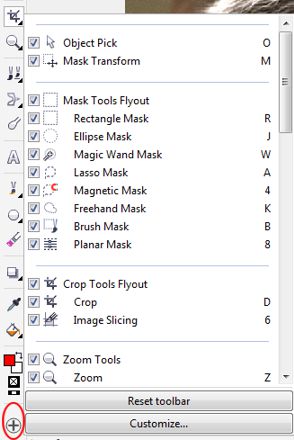 Object Pick O
Mask Transform M
Mask Tools Flyout
Rectangle Mask R
Ellipse Mask J
Magic Wand Mask W
Lasso Mask A
Magnetic Mask 4
Freehand Mask K
Brush Mask B
Planar Mask 8
Crop Tools Flyout
Crop D
Image Slicing 6
Zoom Tools
Zoom Z
Reset toolbar
Customize...